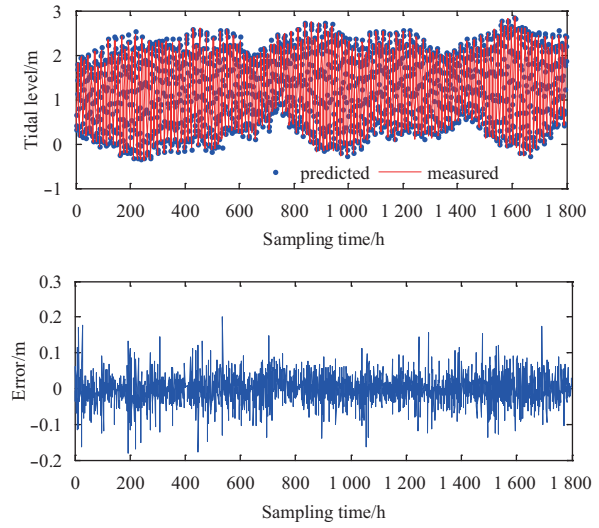 3
2
1
0
−1
Tidal level/m
predicted measured
0 200 400 600 800 1 000 1 200 1 400 1 600 1 800
Sampling time/h
0.3
0.2
0.1
0
−0.1
−0.2
Error/m
0 200 400 600 800 1 000 1 200 1 400 1 600 1 800
Sampling time/h